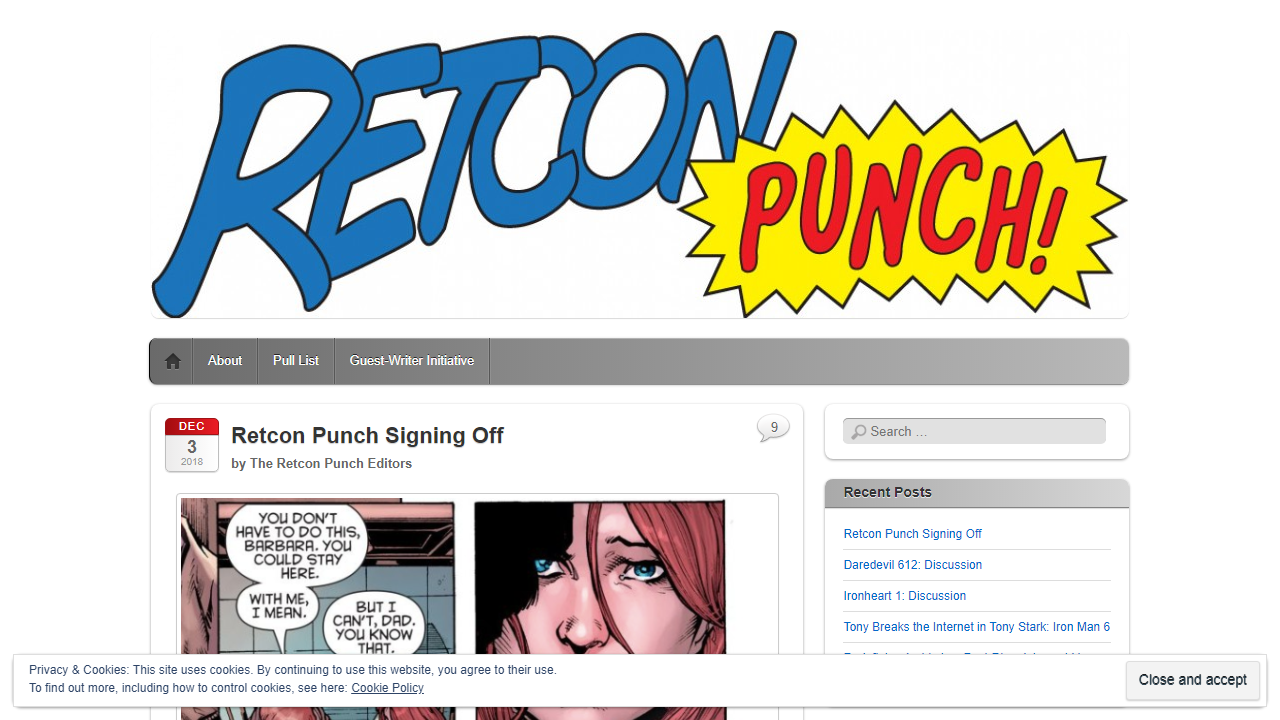 RETCON
PUNCH!
About
Pull List
Guest-Writer Initiative
DEC
3
2018
Retcon Punch Signing Off
by The Retcon Punch Editors
9
YOU DON'T
HAVE TO DO THIS,
BARBARA. YOU
COULD STAY
HERE.
WITH ME,
I MEAN.
BUT I
CAN'T, DAD.
YOU KNOW
THAT.
Search …
Recent Posts
Retcon Punch Signing Off
Daredevil 612: Discussion
Ironheart 1: Discussion
Tony Breaks the Internet in Tony Stark: Iron Man 6
Privacy & Cookies: This site uses cookies. By continuing to use this website, you agree to their use.
To find out more, including how to control cookies, see here: Cookie Policy
Close and accept